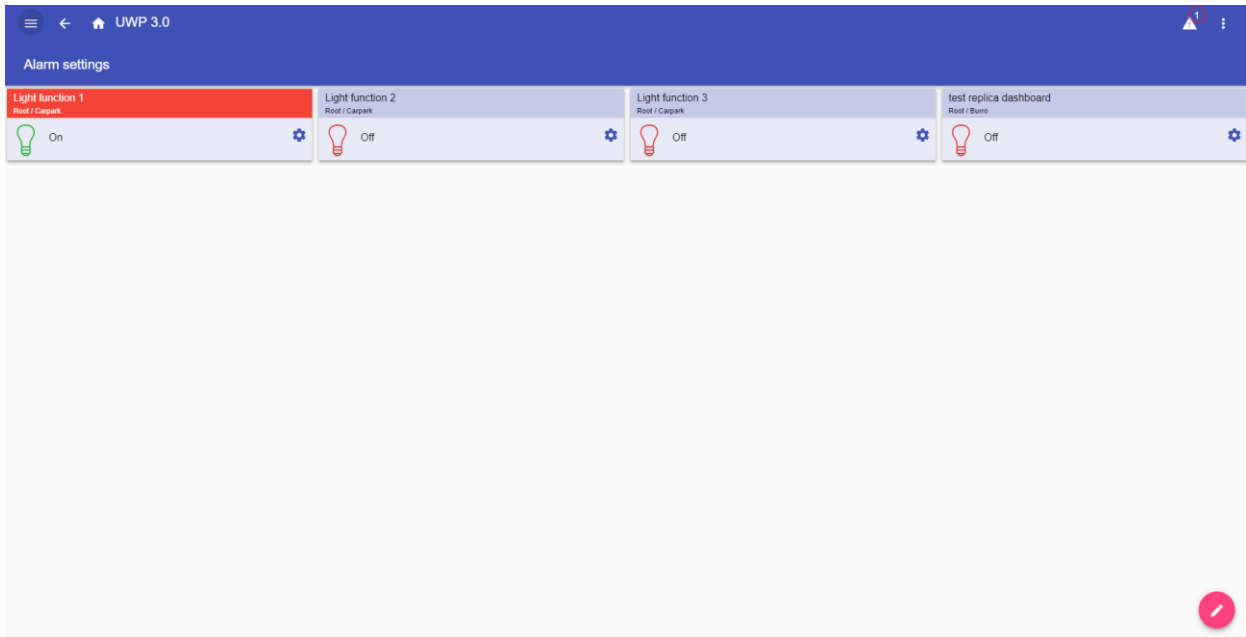 UWP 3.0
1
Alarm settings
Light function 1
Root / Carpark
On
Light function 2
Root / Carpark
Off
Light function 3
Root / Carpark
Off
test replica dashboard
Root / Burro
Off